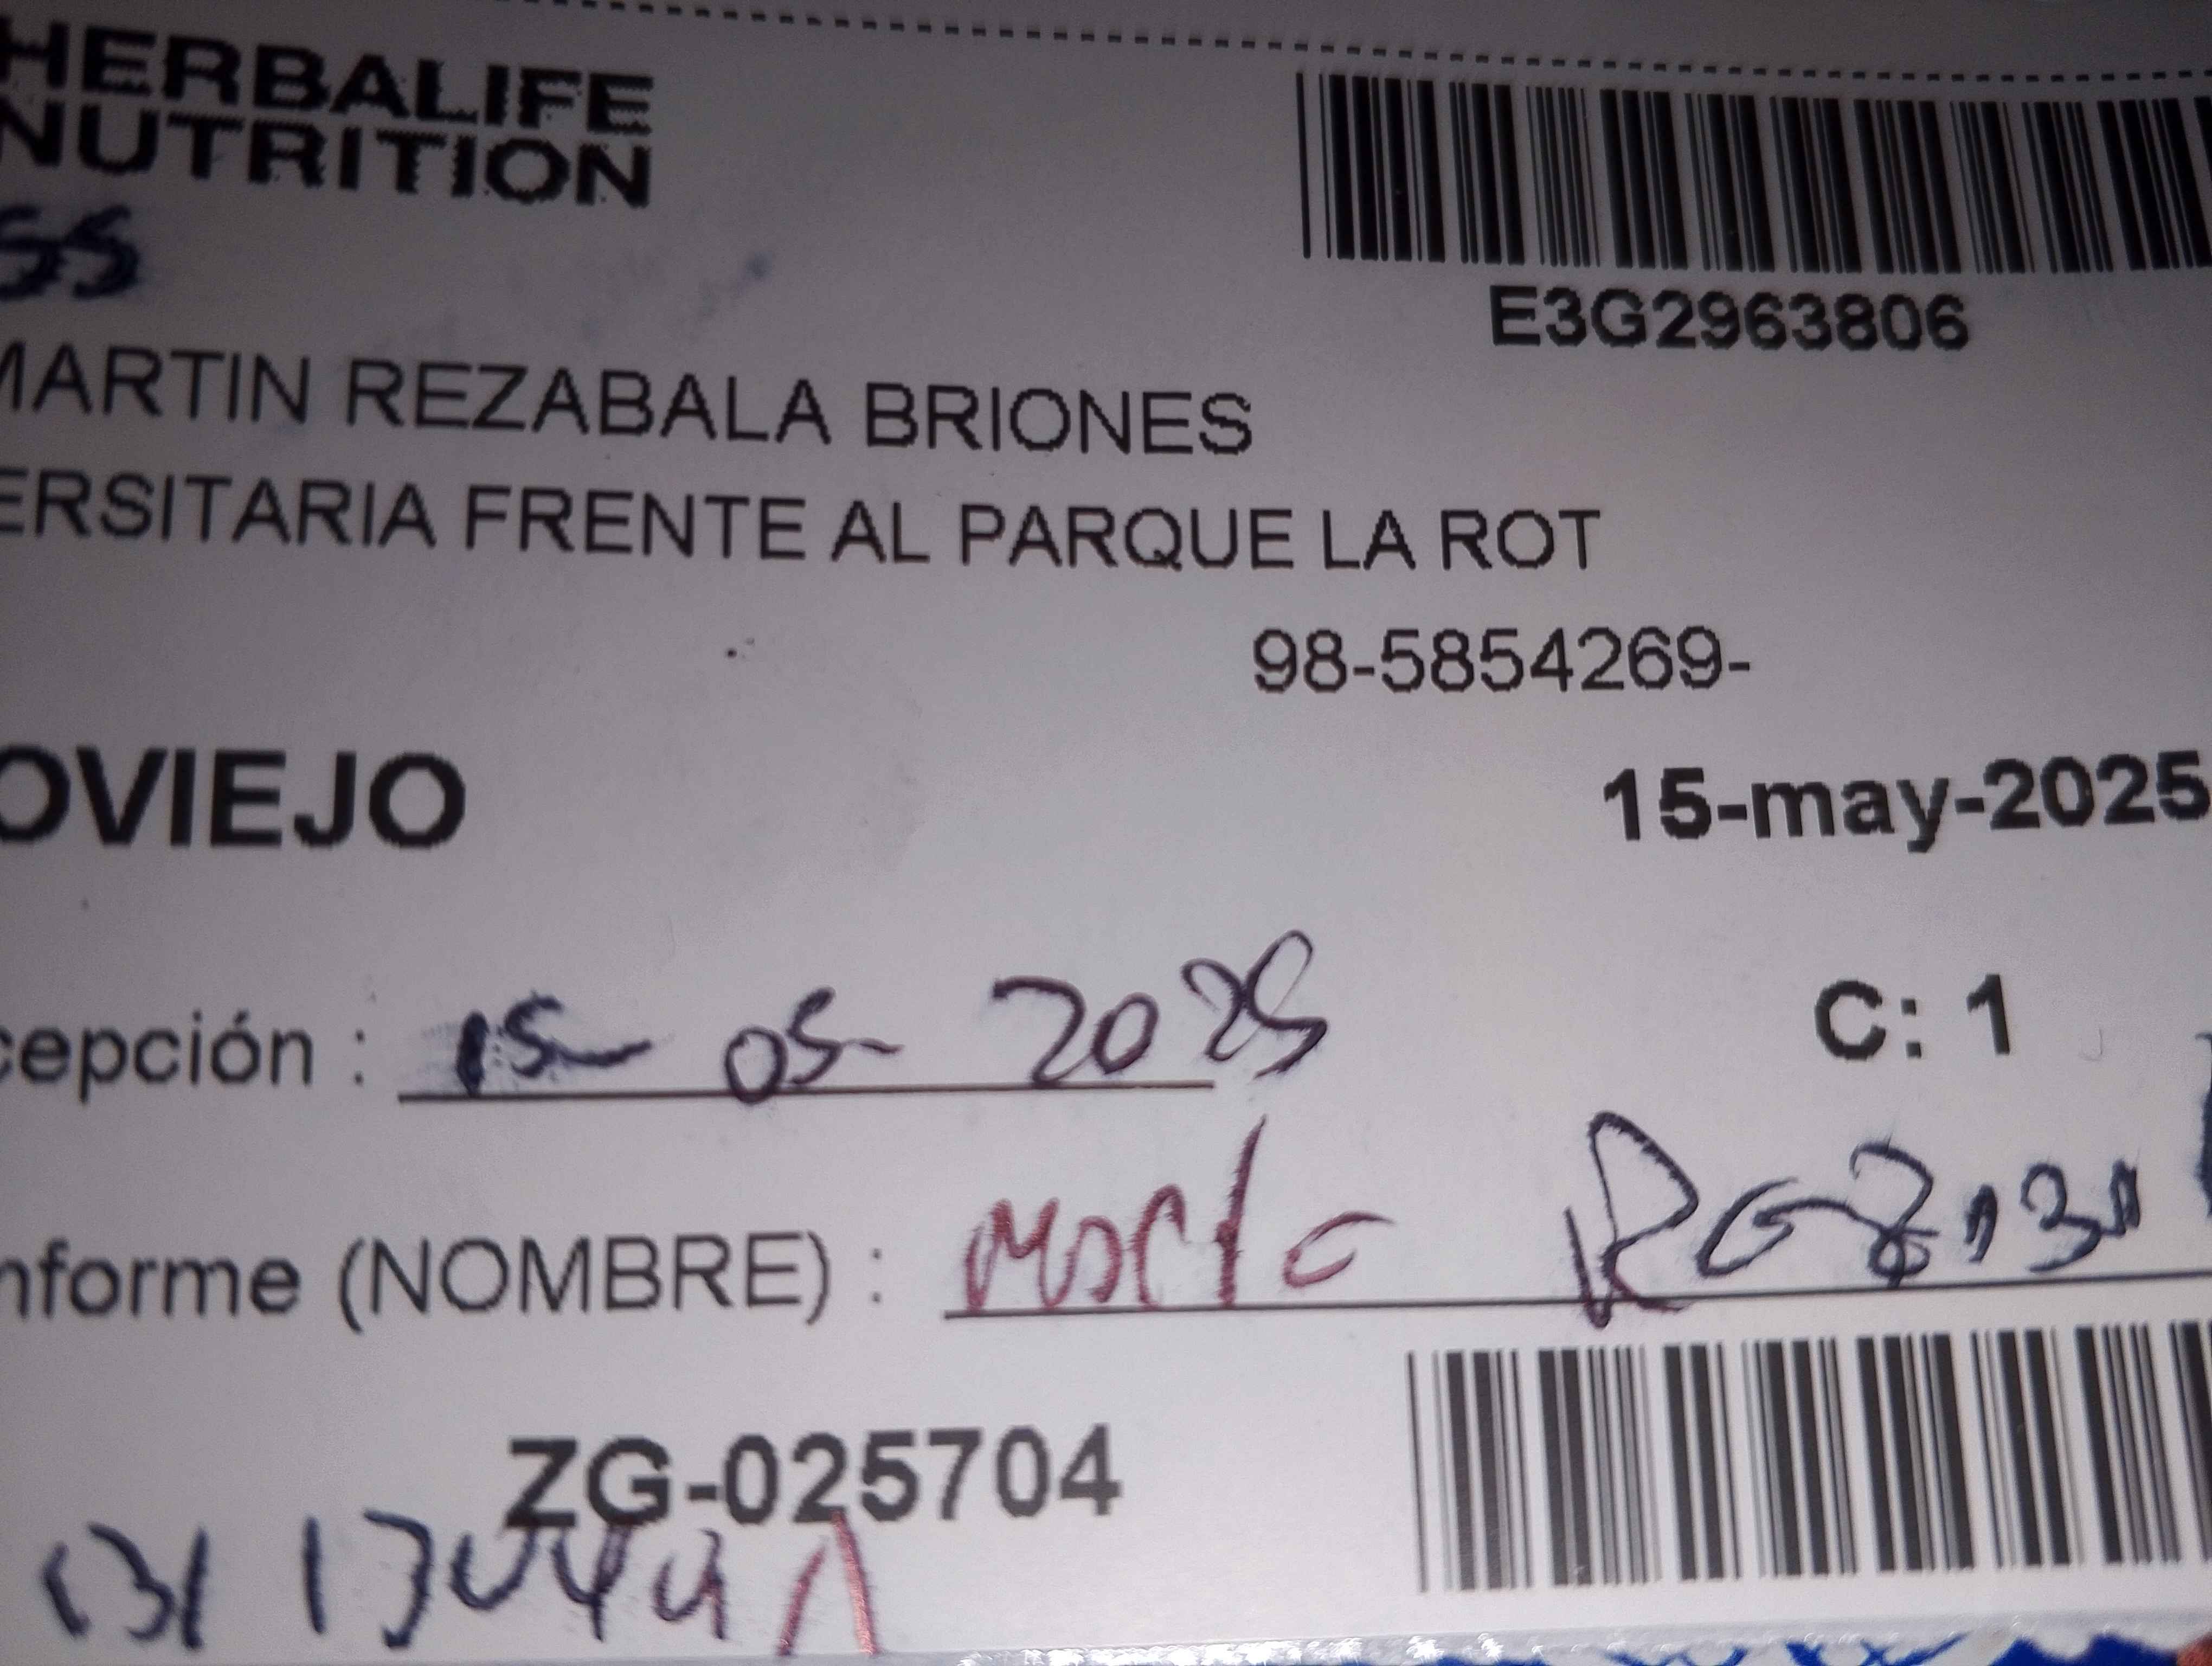 HERBALIFE
NUTRITION
E3G2963806
MARTIN REZABALA BRIONES
ERSITARIA FRENTE AL PARQUE LA ROT
98-5854269-
OVIEJO
15-may-2025
cepción : 15- 05- 2025
C: 1
nforme (NOMBRE) :
ZG-025704